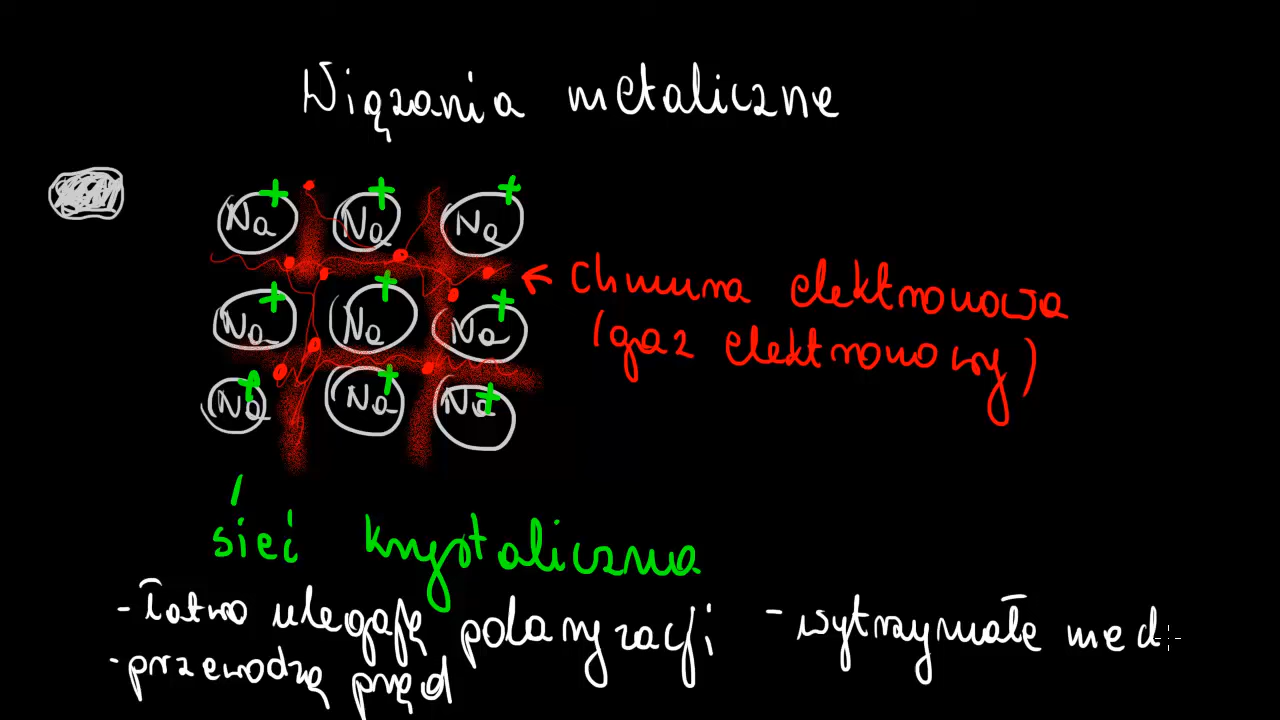 Wiązania metaliczne
Na+ Na+ Na+
Na+ Na+ Na+
Na+ Na+ Na+
← Chmura elektronowa
(gaz elektronowy)
sieć krystaliczna
- łatwo ulegają polaryzacji
- wytrzymałe mech
- przewodzą prąd